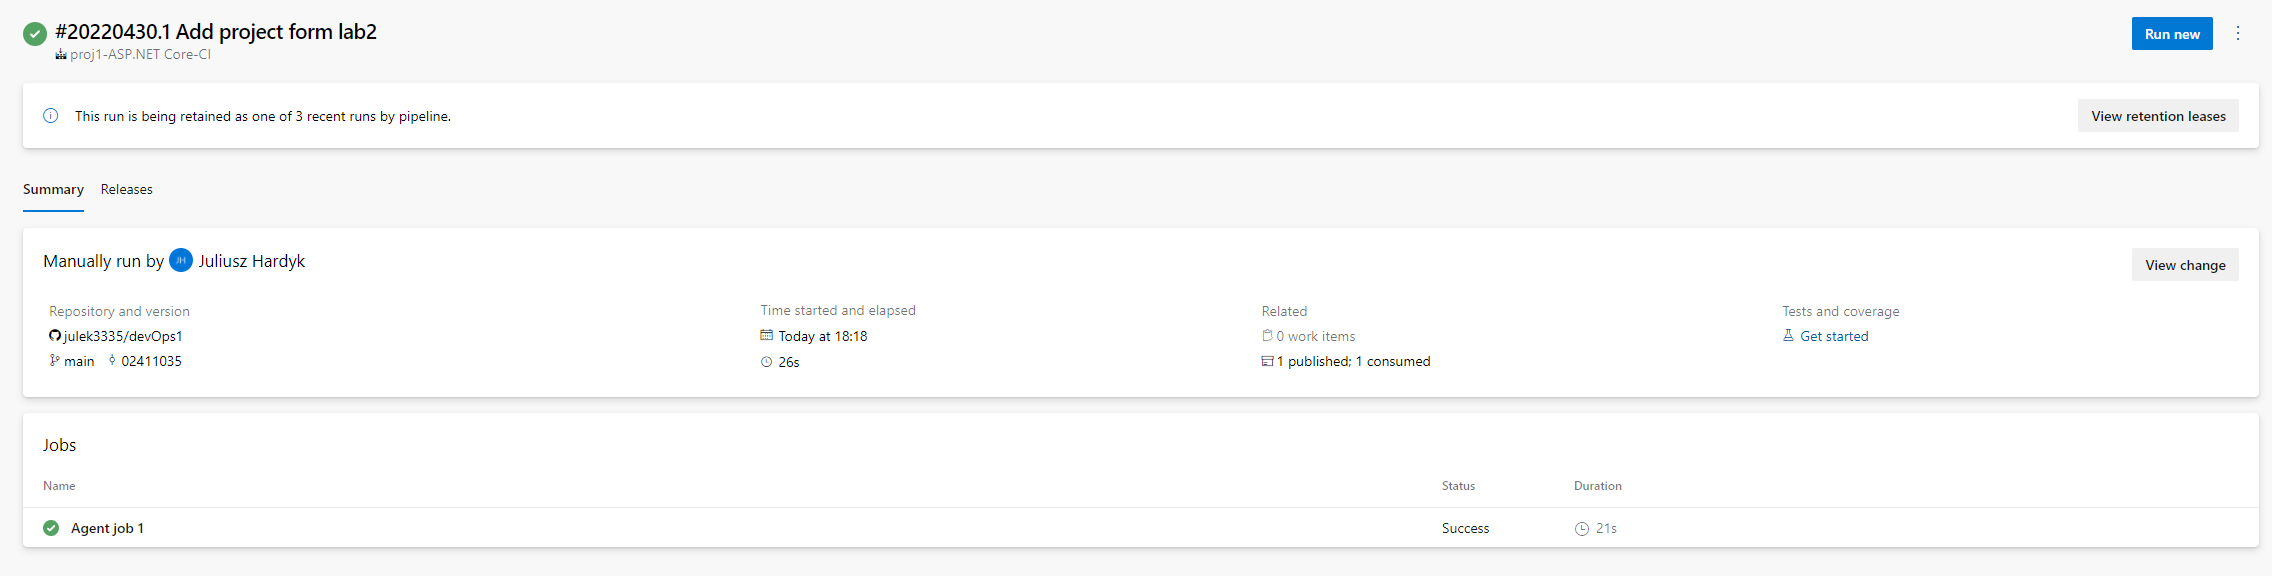 #20220430.1 Add project form lab2
Run new
proj1-ASP.NET Core-CI
This run is being retained as one of 3 recent runs by pipeline.
View retention leases
Summary Releases
Manually run by JH Juliusz Hardyk
View change
Repository and version
julek3335/devOps1
main 02411035
Time started and elapsed
Today at 18:18
26s
Related
0 work items
1 published; 1 consumed
Tests and coverage
Get started
Jobs
Name Status Duration
Agent job 1 Success 21s